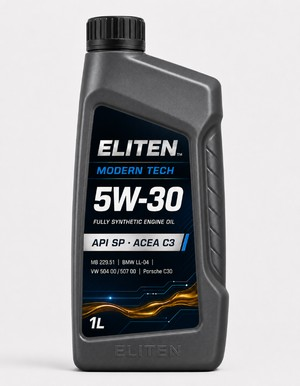 ELITEN™
MODERN TECH
5W-30
FULLY SYNTHETIC ENGINE OIL
API SP · ACEA C3
MB 229.51 | BMW LL-04 |
VW 504 00 / 507 00 | Porsche C30
1L
ELITEN